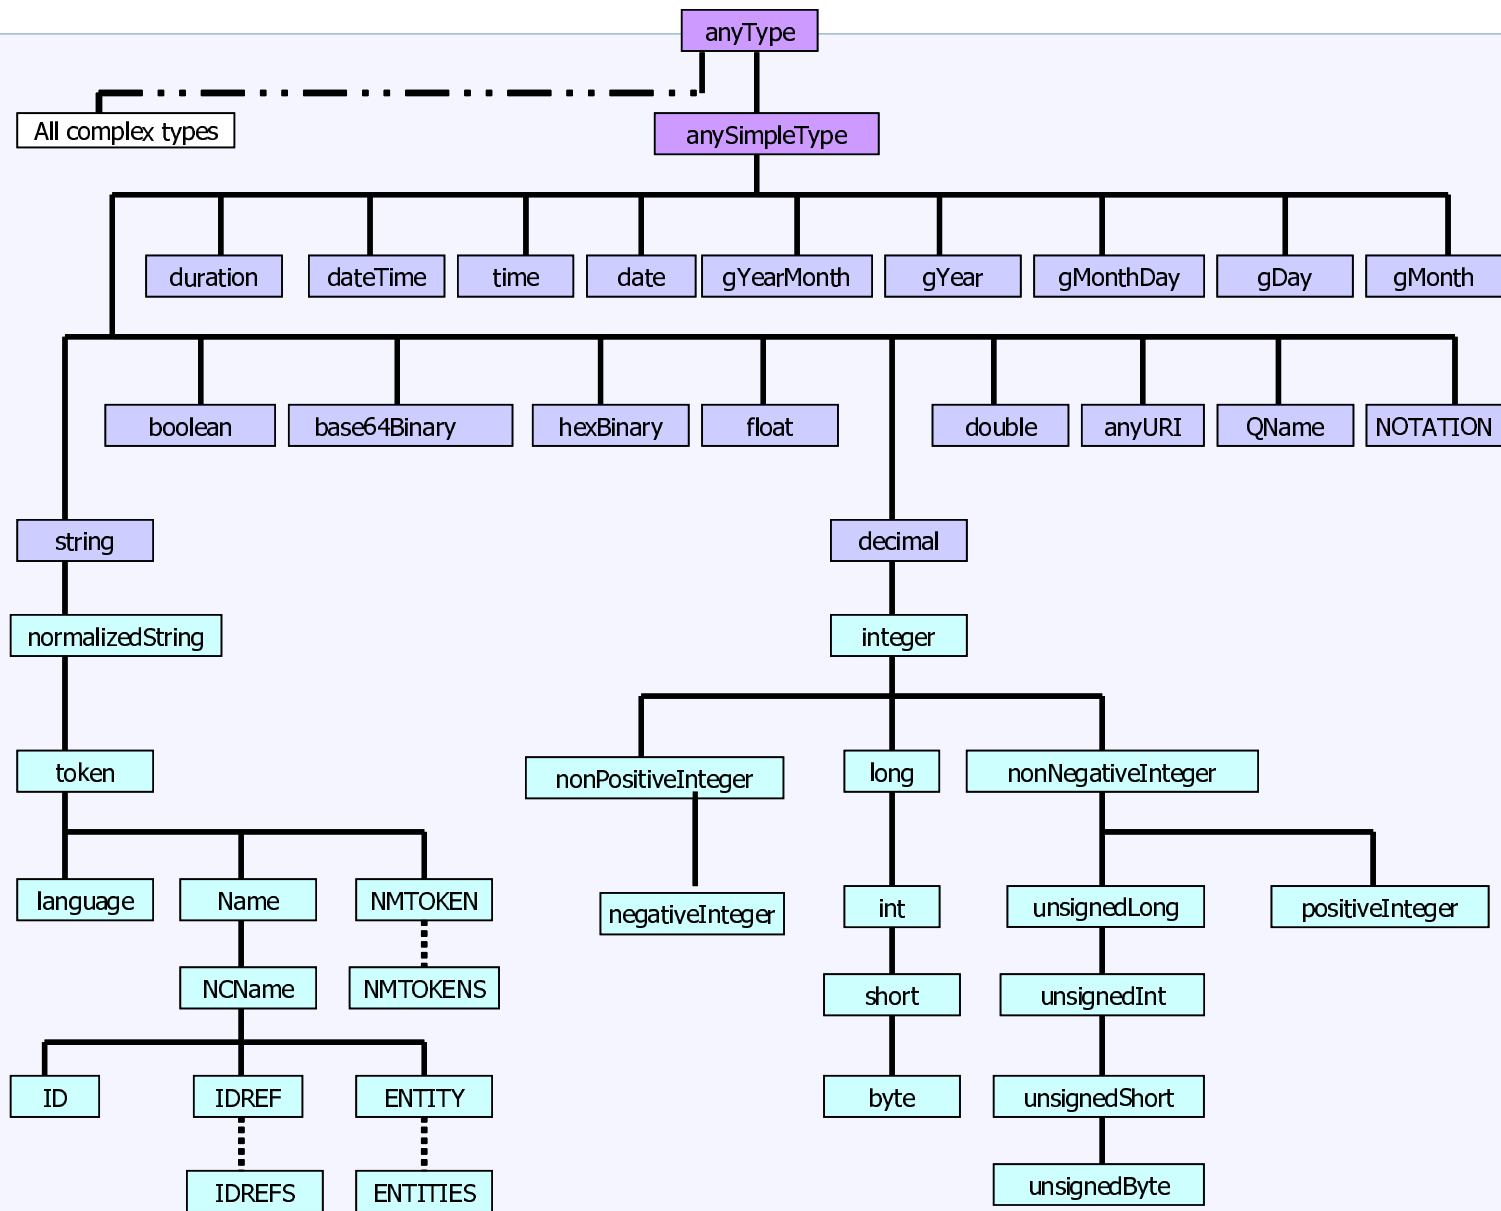 anyType
All complex types
anySimpleType
duration
dateTime
time
date
gYearMonth
gYear
gMonthDay
gDay
gMonth
boolean
base64Binary
hexBinary
float
double
anyURI
QName
NOTATION
string
decimal
normalizedString
integer
token
nonPositiveInteger
long
nonNegativeInteger
language
Name
NMTOKEN
negativeInteger
int
unsignedLong
positiveInteger
NCName
NMTOKENS
short
unsignedInt
ID
IDREF
ENTITY
byte
unsignedShort
IDREFS
ENTITIES
unsignedByte